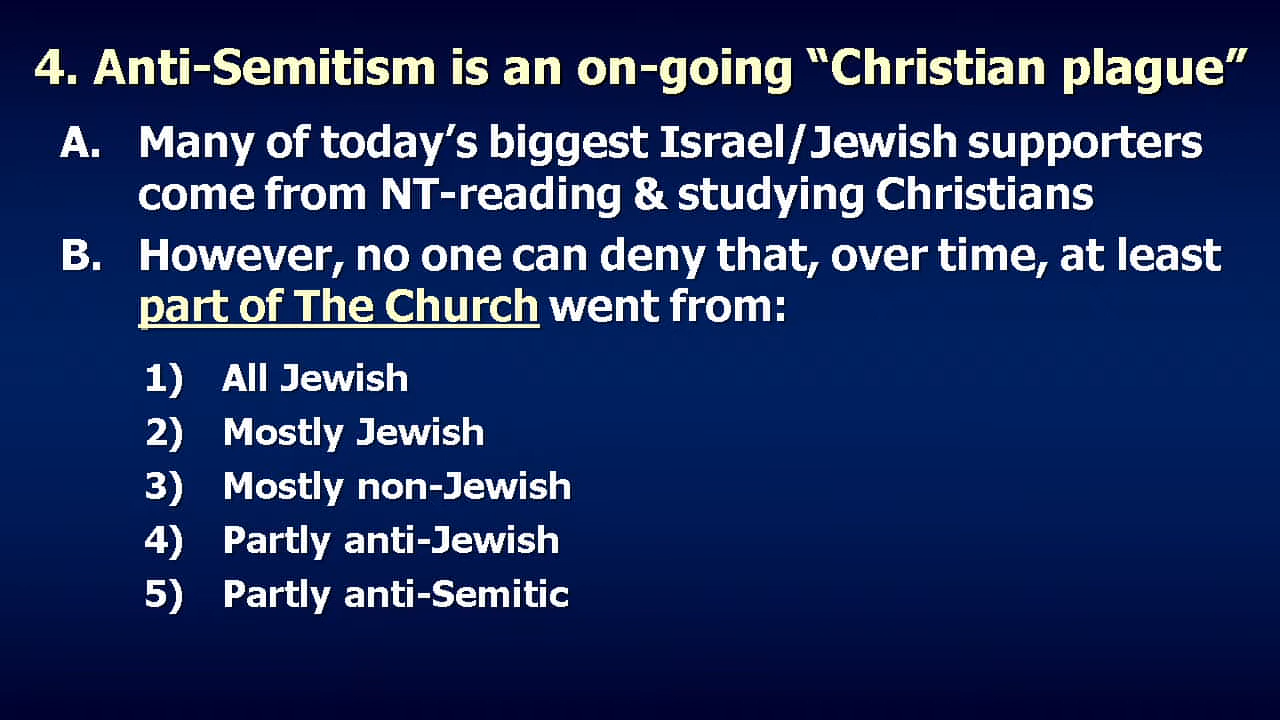 4. Anti-Semitism is an on-going “Christian plague”
A. Many of today’s biggest Israel/Jewish supporters
come from NT-reading & studying Christians
B. However, no one can deny that, over time, at least
part of The Church went from:
1) All Jewish
2) Mostly Jewish
3) Mostly non-Jewish
4) Partly anti-Jewish
5) Partly anti-Semitic